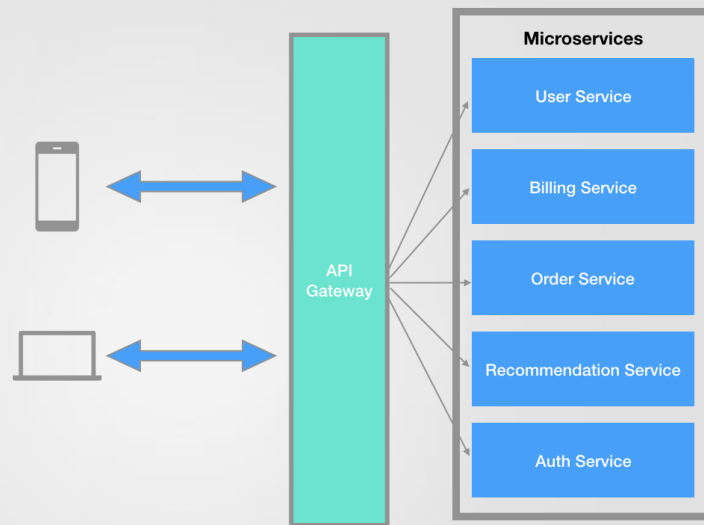 Microservices
User Service
Billing Service
API
Gateway
Order Service
Recommendation Service
Auth Service